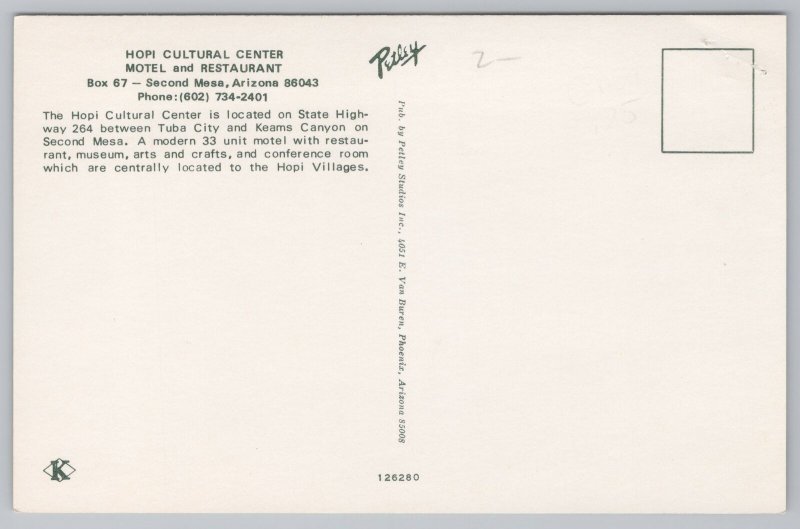 HOPI CULTURAL CENTER
MOTEL and RESTAURANT
Box 67 — Second Mesa, Arizona 86043
Phone: (602) 734-2401
The Hopi Cultural Center is located on State High-
way 264 between Tuba City and Keams Canyon on
Second Mesa. A modern 33 unit motel with restau-
rant, museum, arts and crafts, and conference room
which are centrally located to the Hopi Villages.
Petley
2—
Pub. by Petley Studios Inc., 4051 E. Van Buren, Phoenix, Arizona 85008
K
126280